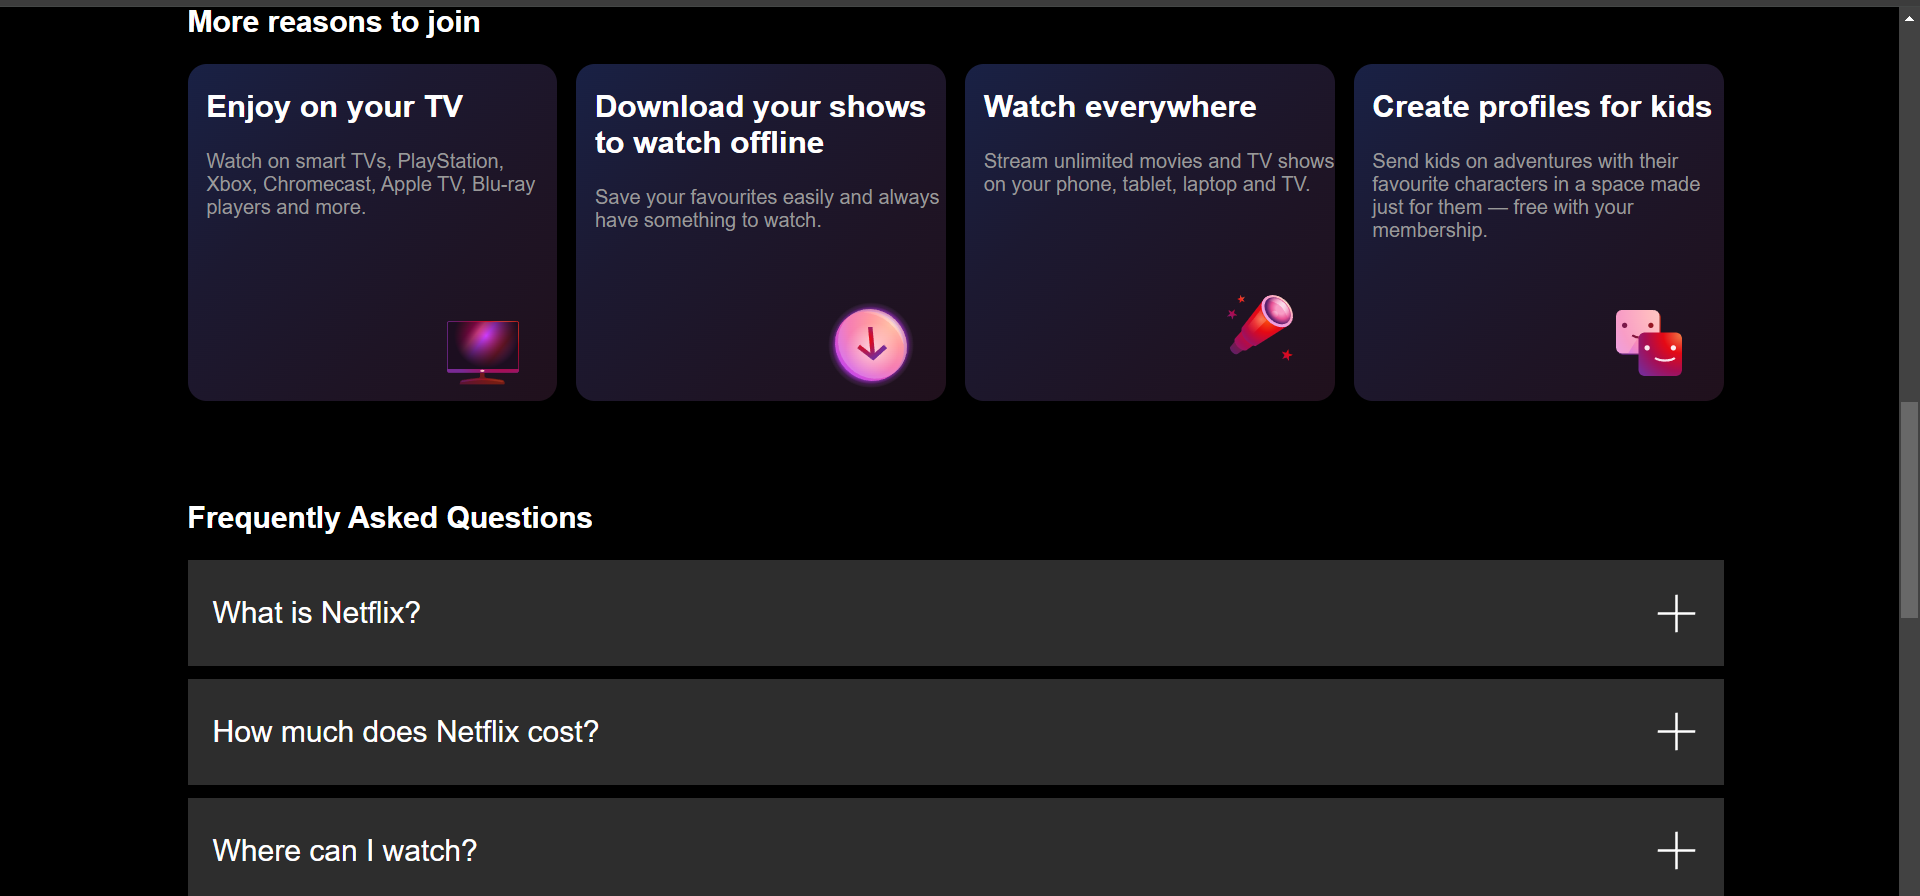 More reasons to join
Enjoy on your TV
Watch on smart TVs, PlayStation,
Xbox, Chromecast, Apple TV, Blu-ray
players and more.
Download your shows
to watch offline
Save your favourites easily and always
have something to watch.
Watch everywhere
Stream unlimited movies and TV shows
on your phone, tablet, laptop and TV.
Create profiles for kids
Send kids on adventures with their
favourite characters in a space made
just for them — free with your
membership.
Frequently Asked Questions
What is Netflix?
How much does Netflix cost?
Where can I watch?